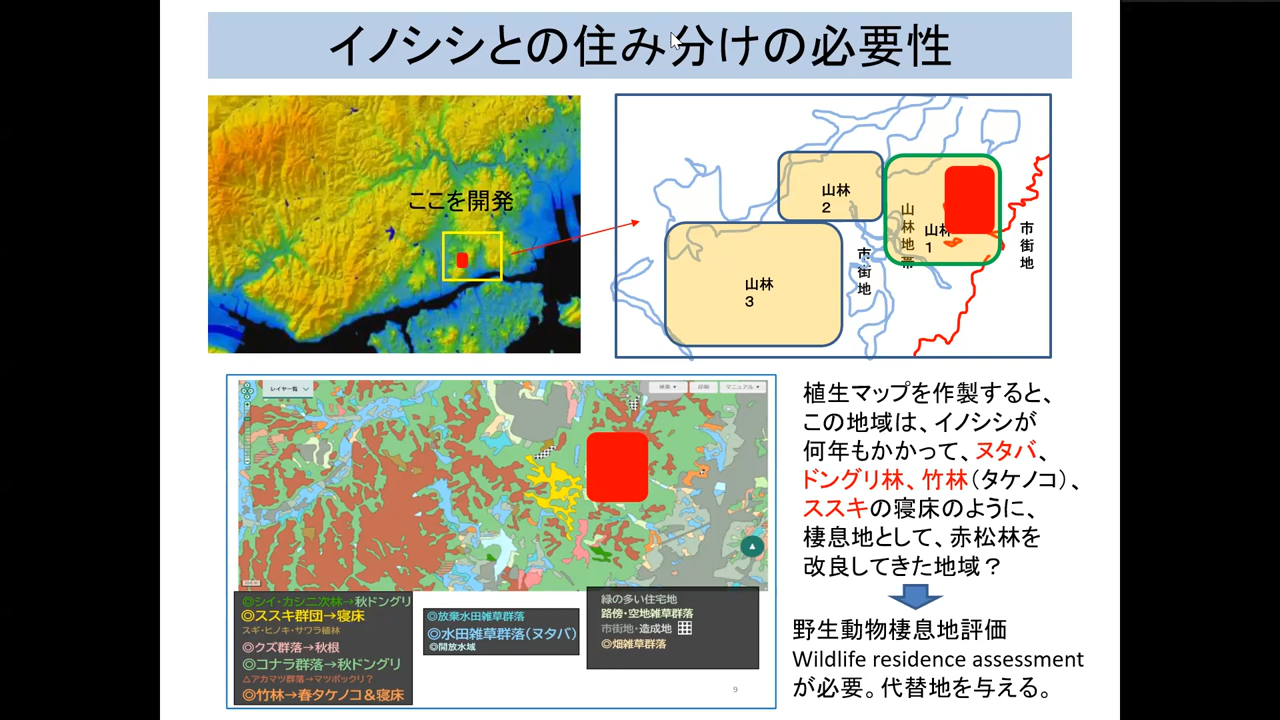 イノシシとの住み分けの必要性
ここを開発
山林
2
山林
3
市街地
山林地帯
山林
1
市街地
レイヤ一覧
検索
印刷
マニュアル
◎シイ・カシ二次林→秋ドングリ
◎ススキ群団→寝床
スギ・ヒノキ・サワラ植林
◎クズ群落→秋根
◎コナラ群落→秋ドングリ
△アカマツ群落→マツボックリ？
◎竹林→春タケノコ＆寝床
◎放棄水田雑草群落
◎水田雑草群落（ヌタバ）
◎開放水域
緑の多い住宅地
路傍・空地雑草群落
市街地・造成地
◎畑雑草群落
9
植生マップを作製すると、
この地域は、イノシシが
何年もかかって、ヌタバ、
ドングリ林、竹林（タケノコ）、
ススキの寝床のように、
棲息地として、赤松林を
改良してきた地域？
野生動物棲息地評価
Wildlife residence assessment
が必要。代替地を与える。